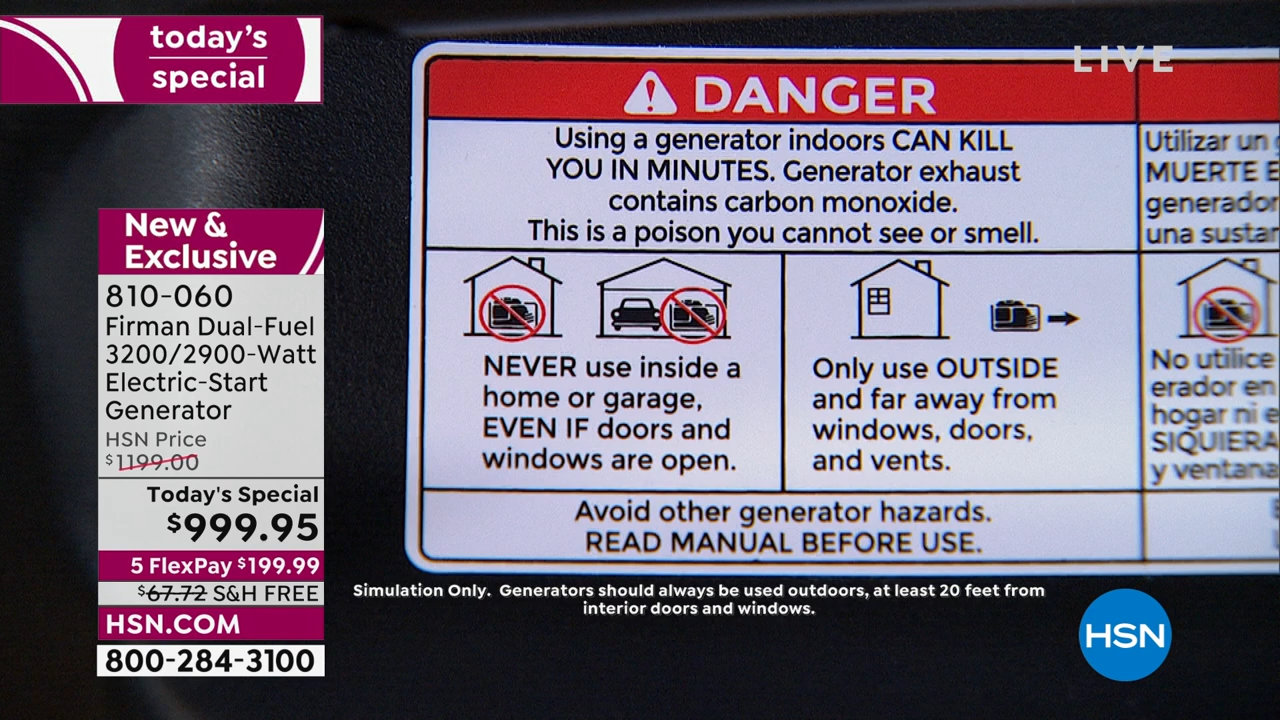 today's
special
LIVE
New &
Exclusive
810-060
Firman Dual-Fuel
3200/2900-Watt
Electric-Start
Generator
HSN Price
$1199.00
Today's Special
$999.95
5 FlexPay $199.99
$67.72 S&H FREE
HSN.COM
800-284-3100
DANGER
Using a generator indoors CAN KILL
YOU IN MINUTES. Generator exhaust
contains carbon monoxide.
This is a poison you cannot see or smell.
NEVER use inside a
home or garage,
EVEN IF doors and
windows are open.
Only use OUTSIDE
and far away from
windows, doors,
and vents.
Avoid other generator hazards.
READ MANUAL BEFORE USE.
Utilizar un
MUERTE E
generador
una sustan
No utilice
erador en
hogar ni e
SIQUIERA
y ventana
Simulation Only. Generators should always be used outdoors, at least 20 feet from
interior doors and windows.
HSN